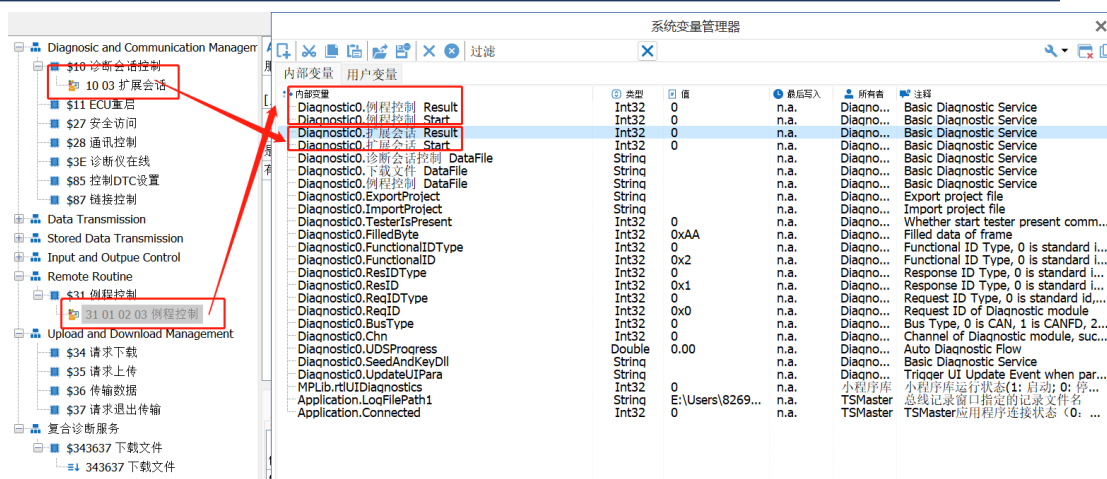 系统变量管理器
过滤
内部变量 用户变量
Diagnosic and Communication Managem
$10 诊断会话控制
10 03 扩展会话
$11 ECU重启
$27 安全访问
$28 通讯控制
$3E 诊断仪在线
$85 控制DTC设置
$87 链接控制
Data Transmission
Stored Data Transmission
Input and Outpue Control
Remote Routine
$31 例程控制
31 01 02 03 例程控制
Upload and Download Management
$34 请求下载
$35 请求上传
$36 传输数据
$37 请求退出传输
复合诊断服务
$343637 下载文件
343637 下载文件
内部变量 类型 值 最后写入 所有者 注释
Diagnostic0.例程控制_Result Int32 0 n.a. Diagno... Basic Diagnostic Service
Diagnostic0.例程控制_Start Int32 0 n.a. Diagno... Basic Diagnostic Service
Diagnostic0.扩展会话_Result Int32 0 n.a. Diagno... Basic Diagnostic Service
Diagnostic0.扩展会话_Start Int32 0 n.a. Diagno... Basic Diagnostic Service
Diagnostic0.诊断会话控制_DataFile String n.a. Diagno... Basic Diagnostic Service
Diagnostic0.下载文件_DataFile String n.a. Diagno... Basic Diagnostic Service
Diagnostic0.例程控制_DataFile String n.a. Diagno... Basic Diagnostic Service
Diagnostic0.ExportProject String n.a. Diagno... Export project file
Diagnostic0.ImportProject String n.a. Diagno... Import project file
Diagnostic0.TesterIsPresent Int32 0 n.a. Diagno... Whether start tester present comm...
Diagnostic0.FilledByte Int32 0xAA n.a. Diagno... Filled data of frame
Diagnostic0.FunctionalIDType Int32 0 n.a. Diagno... Functional ID Type, 0 is standard i...
Diagnostic0.FunctionalID Int32 0x2 n.a. Diagno... Functional ID Type, 0 is standard i...
Diagnostic0.ResIDType Int32 0 n.a. Diagno... Response ID Type, 0 is standard i...
Diagnostic0.ResID Int32 0x1 n.a. Diagno... Response ID Type, 0 is standard i...
Diagnostic0.ReqIDType Int32 0 n.a. Diagno... Request ID Type, 0 is standard id,...
Diagnostic0.ReqID Int32 0x0 n.a. Diagno... Request ID of Diagnostic module
Diagnostic0.BusType Int32 0 n.a. Diagno... Bus Type, 0 is CAN, 1 is CANFD, 2...
Diagnostic0.Chn Int32 0 n.a. Diagno... Channel of Diagnostic module, suc...
Diagnostic0.UDSProgress Double 0.00 n.a. Diagno... Auto Diagnostic Flow
Diagnostic0.SeedAndKeyDll String n.a. Diagno... Basic Diagnostic Service
Diagnostic0.UpdateUIPara String n.a. Diagno... Trigger UI Update Event when par...
MPLib.rtlUIDiagnostics Int32 0 n.a. 小程序库 小程序库运行状态(1: 启动; 0: 停...
Application.LogFilePath1 String E:\Users\8269... n.a. TSMaster 总线记录窗口指定的记录文件名
Application.Connected Int32 0 n.a. TSMaster TSMaster应用程序连接状态（0：...